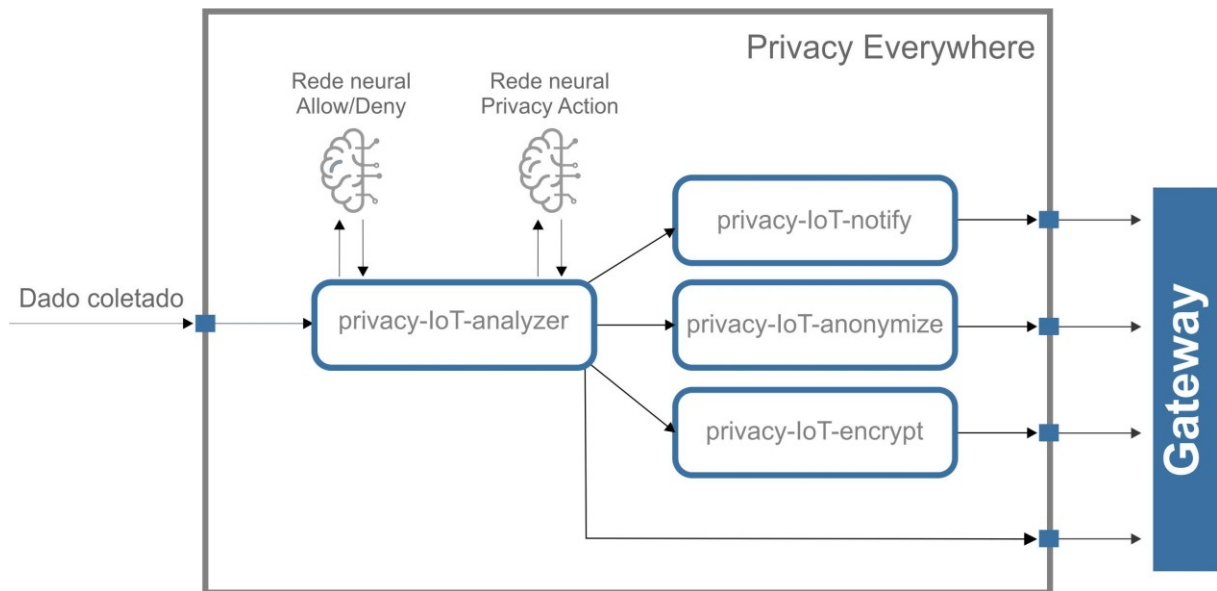 Privacy Everywhere
Rede neural
Allow/Deny
Rede neural
Privacy Action
privacy-IoT-notify
Dado coletado
privacy-IoT-analyzer
privacy-IoT-anonymize
privacy-IoT-encrypt
Gateway